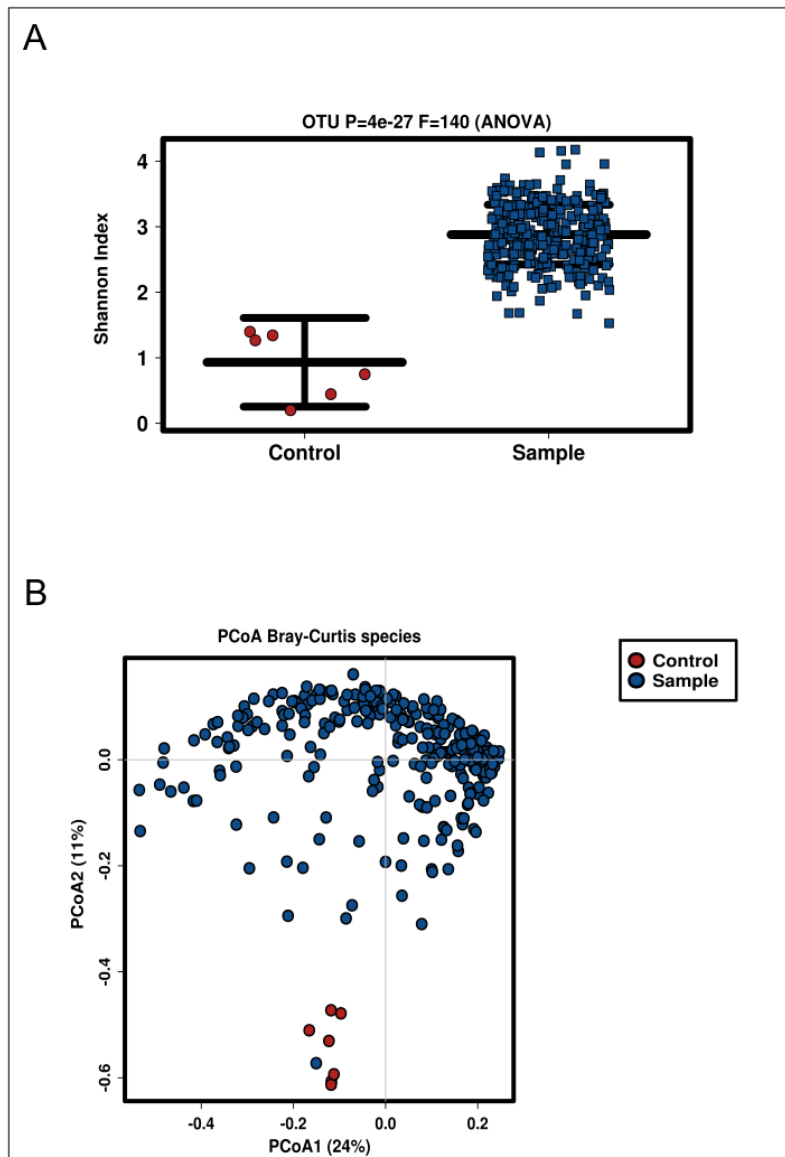 A
OTU P=4e-27 F=140 (ANOVA)
Shannon Index
4
3
2
1
0
Control
Sample
B
PCoA Bray-Curtis species
Control
Sample
PCoA2 (11%)
0.0
-0.2
-0.4
-0.6
-0.4
-0.2
0.0
0.2
PCoA1 (24%)